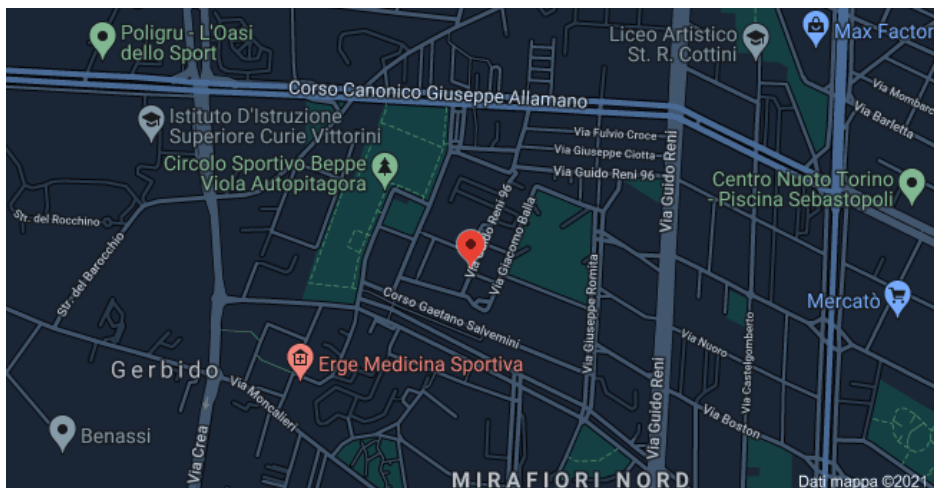 Poligru - L'Oasi
dello Sport
Liceo Artistico
St. R. Cottini
Max Factor
Corso Canonico Giuseppe Allamano
Via Mombarc
Via Barletta
Istituto D'Istruzione
Superiore Curie Vittorini
Via Fulvio Croce
Via Giuseppe Ciotta
Via Guido Reni 96
Circolo Sportivo Beppe
Viola Autopitagora
Via Guido Reni
Centro Nuoto Torino
- Piscina Sebastopoli
Str. del Rocchino
Str. del Barocchio
Via Guido Reni 96
Via Giacomo Balla
Via Giuseppe Romita
Mercatò
Corso Gaetano Salvemini
Via Nuoro
Via Castelgomberto
Gerbido
Erge Medicina Sportiva
Via Moncalieri
Via Guido Reni
Via Boston
Benassi
Via Crea
MIRAFIORI NORD
Dati mappa ©2021